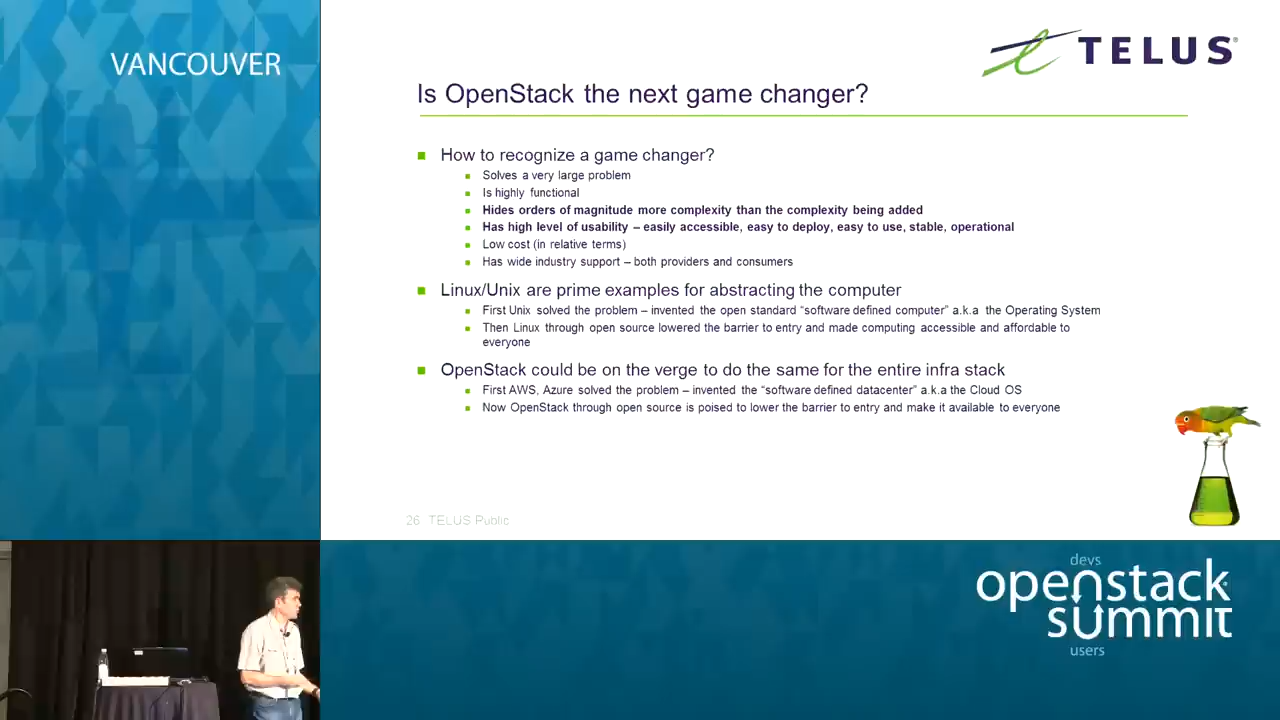 VANCOUVER
TELUS®
Is OpenStack the next game changer?
How to recognize a game changer?
Solves a very large problem
Is highly functional
Hides orders of magnitude more complexity than the complexity being added
Has high level of usability – easily accessible, easy to deploy, easy to use, stable, operational
Low cost (in relative terms)
Has wide industry support – both providers and consumers
Linux/Unix are prime examples for abstracting the computer
First Unix solved the problem – invented the open standard “software defined computer” a.k.a the Operating System
Then Linux through open source lowered the barrier to entry and made computing accessible and affordable to
everyone
OpenStack could be on the verge to do the same for the entire infra stack
First AWS, Azure solved the problem – invented the “software defined datacenter” a.k.a the Cloud OS
Now OpenStack through open source is poised to lower the barrier to entry and make it available to everyone
26 TELUS Public
devs
openstack
summit
users